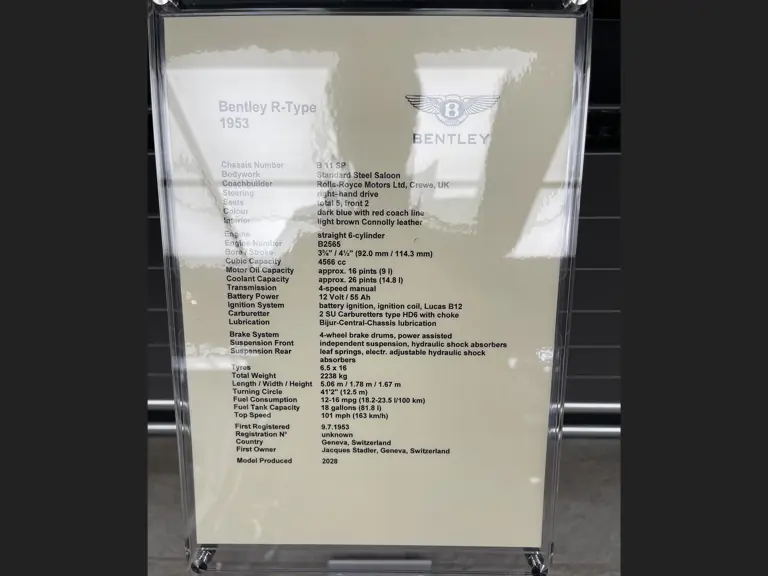 Bentley R-Type
1953
B
BENTLEY
Chassis Number B 11 SP
Bodywork Standard Steel Saloon
Coachbuilder Rolls-Royce Motors Ltd, Crewe, UK
Steering right-hand drive
Seats total 5, front 2
Colour dark blue with red coach line
Interior light brown Connolly leather
Engine straight 6-cylinder
Engine Number B2565
Bore / Stroke 3⅝" / 4½" (92.0 mm / 114.3 mm)
Cubic Capacity 4566 cc
Motor Oil Capacity approx. 16 pints (9 l)
Coolant Capacity approx. 26 pints (14.8 l)
Transmission 4-speed manual
Battery Power 12 Volt / 55 Ah
Ignition System battery ignition, ignition coil, Lucas B12
Carburetter 2 SU Carburetters type HD6 with choke
Lubrication Bijur-Central-Chassis lubrication
Brake System 4-wheel brake drums, power assisted
Suspension Front independent suspension, hydraulic shock absorbers
Suspension Rear leaf springs, electr. adjustable hydraulic shock
absorbers
Tyres 6.5 x 16
Total Weight 2238 kg
Length / Width / Height 5.06 m / 1.78 m / 1.67 m
Turning Circle 41'2" (12.5 m)
Fuel Consumption 12-16 mpg (18.2-23.5 l/100 km)
Fuel Tank Capacity 18 gallons (81.8 l)
Top Speed 101 mph (163 km/h)
First Registered 9.7.1953
Registration N° unknown
Country Geneva, Switzerland
First Owner Jacques Stadler, Geneva, Switzerland
Model Produced 2028